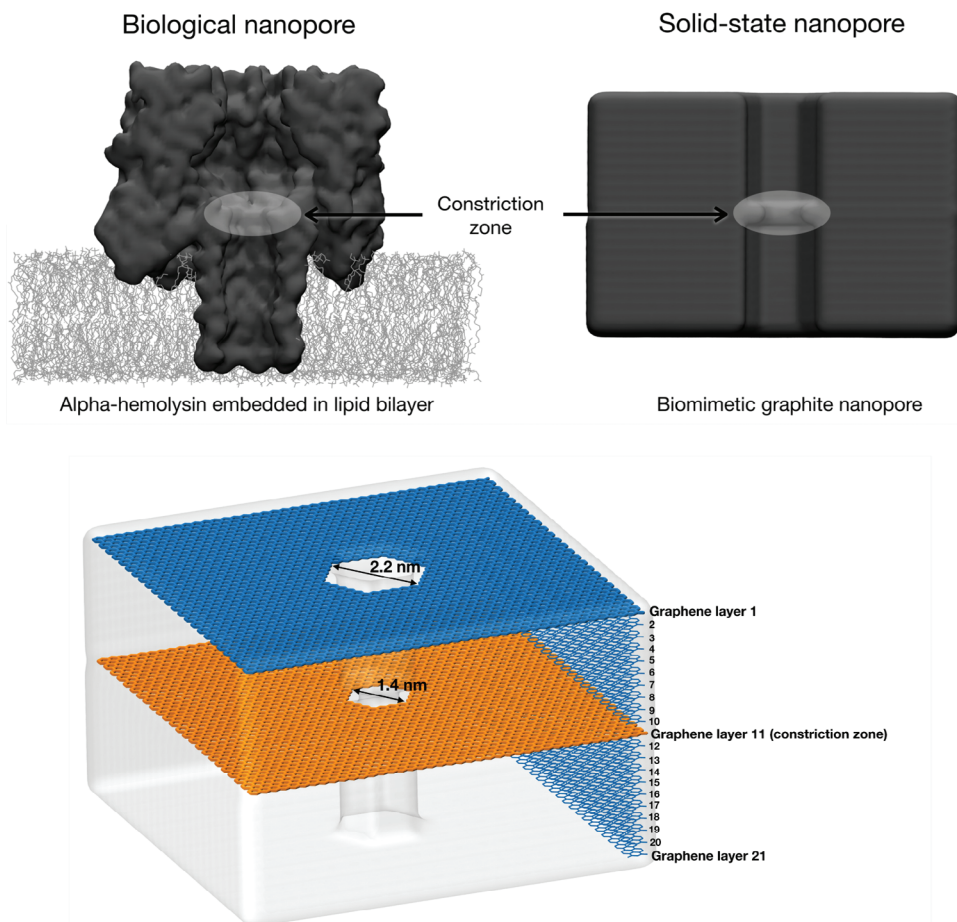 Biological nanopore
Solid-state nanopore
Constriction
zone
Alpha-hemolysin embedded in lipid bilayer
Biomimetic graphite nanopore
2.2 nm
Graphene layer 1
2
3
4
5
6
7
8
9
10
1.4 nm
Graphene layer 11 (constriction zone)
12
13
14
15
16
17
18
19
20
Graphene layer 21